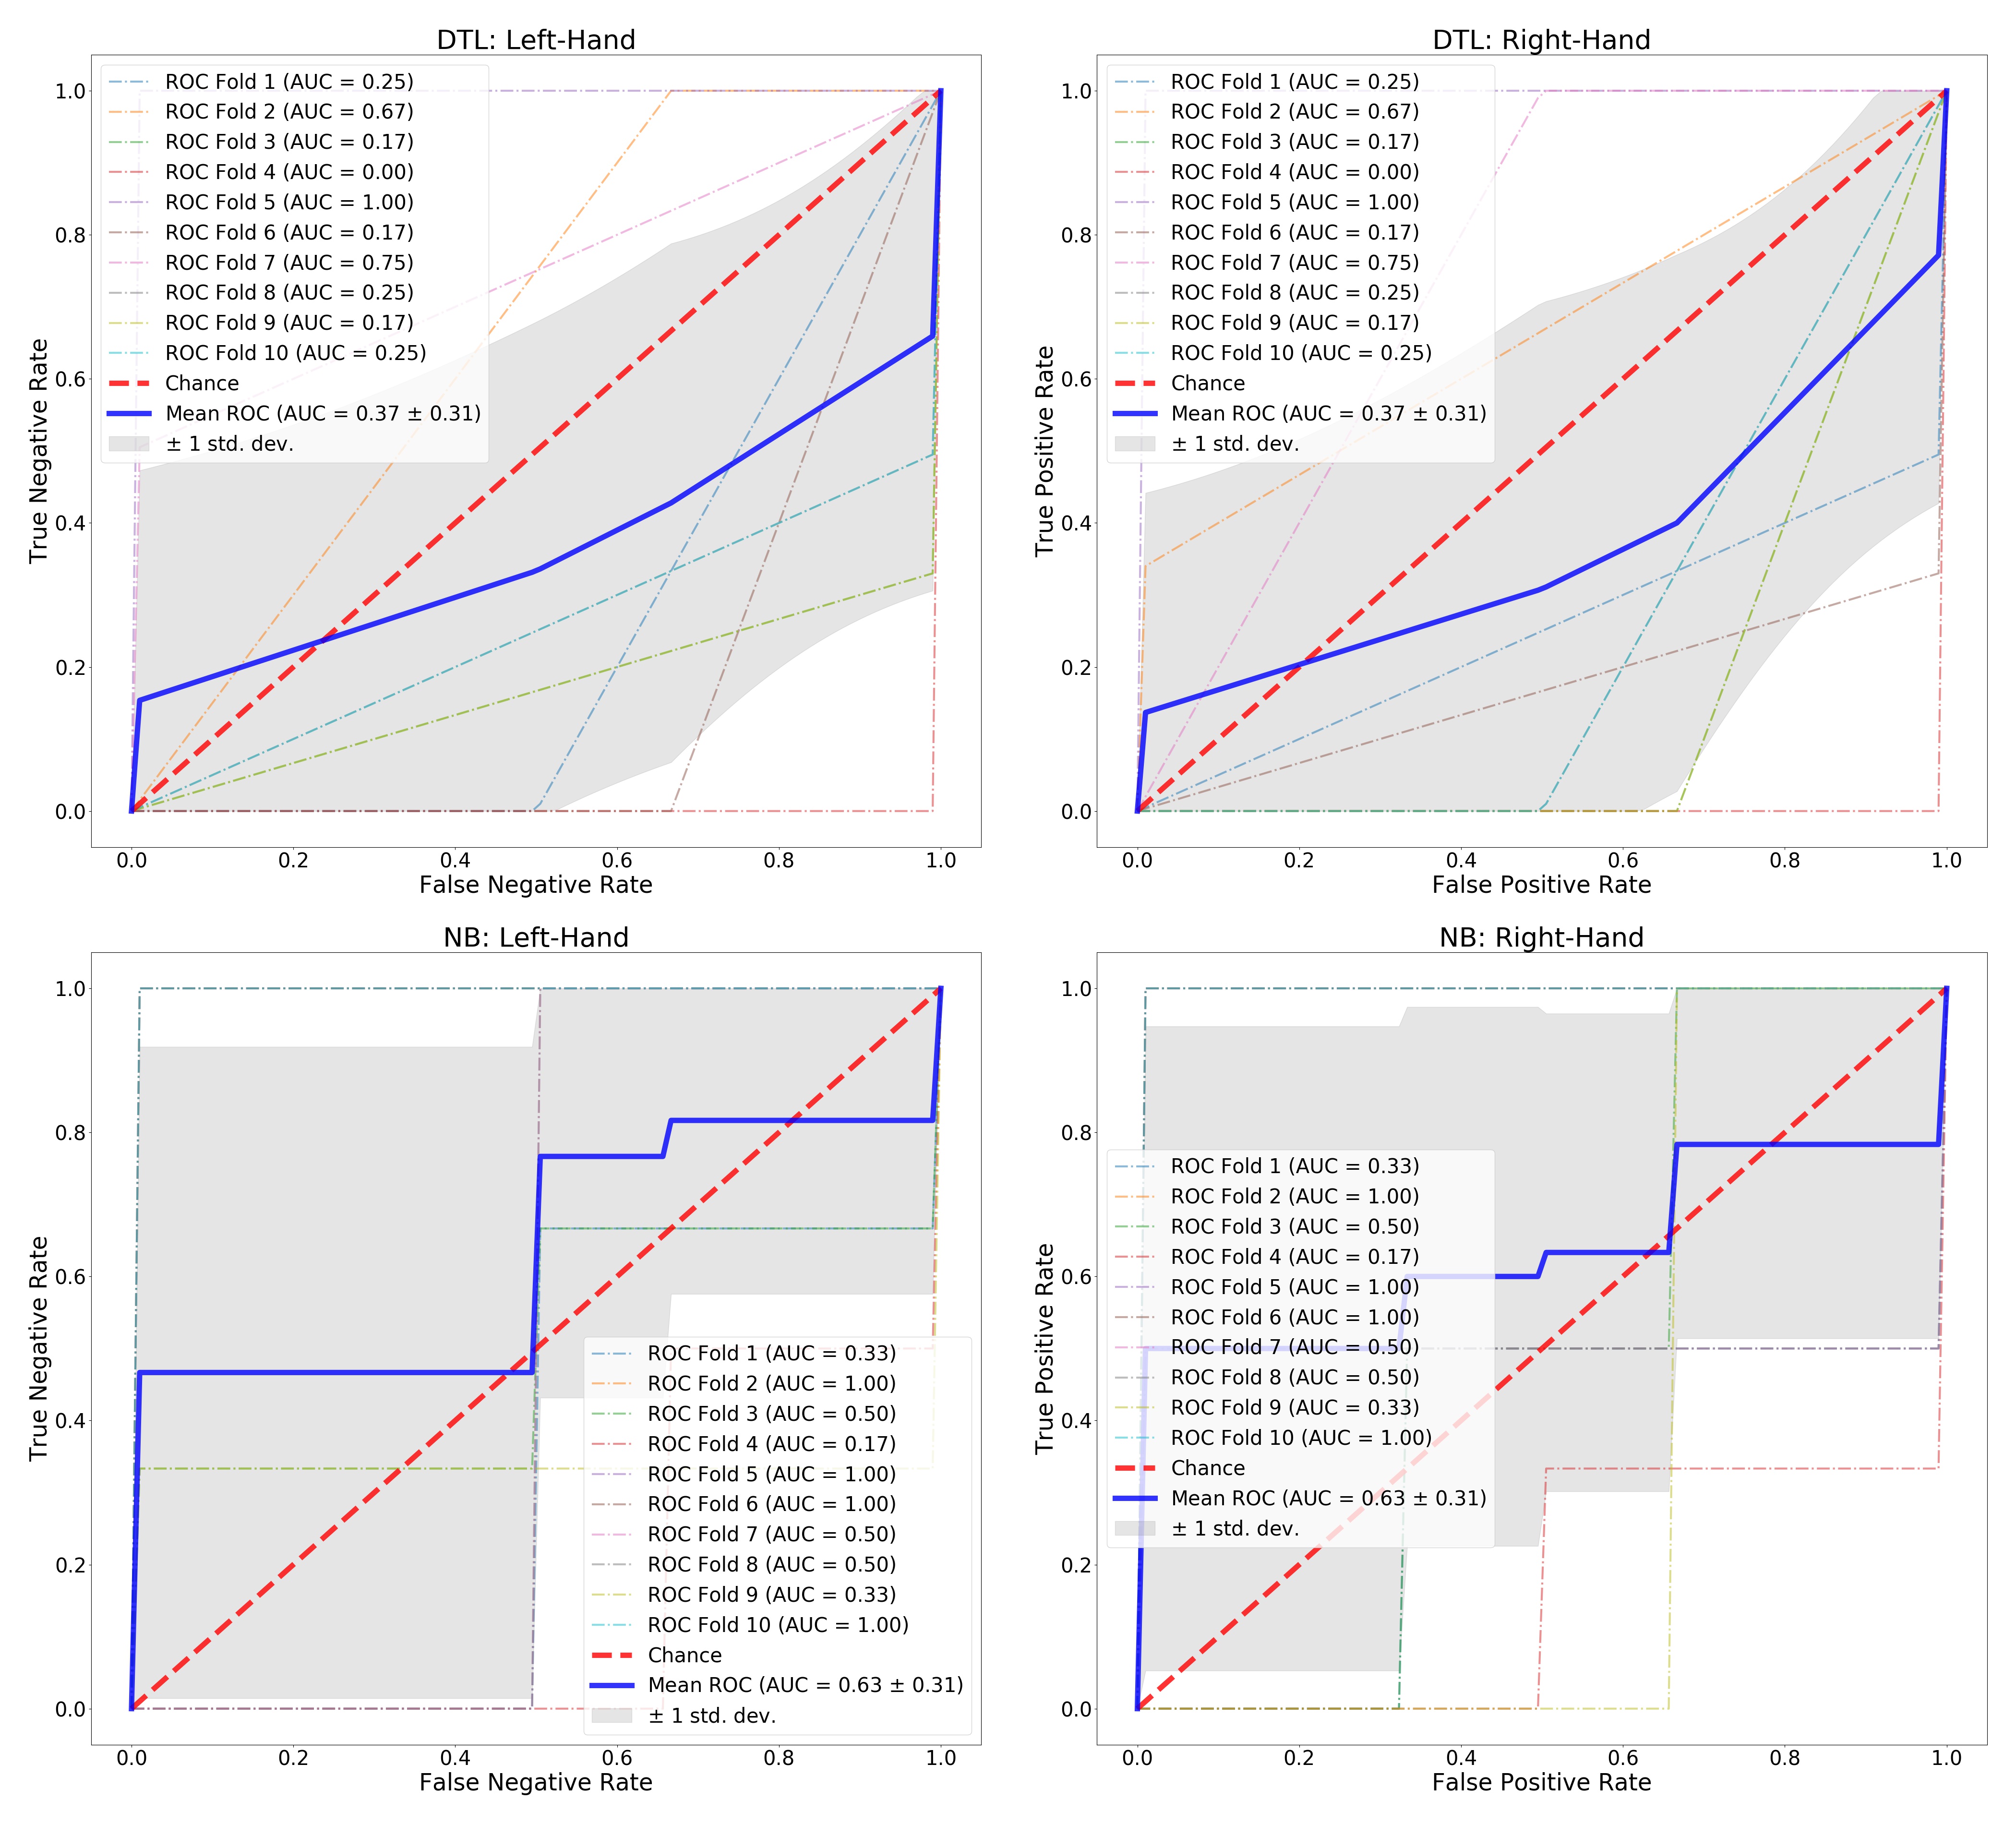 DTL: Left-Hand
True Negative Rate
1.0
0.8
0.6
0.4
0.2
0.0
ROC Fold 1 (AUC = 0.25)
ROC Fold 2 (AUC = 0.67)
ROC Fold 3 (AUC = 0.17)
ROC Fold 4 (AUC = 0.00)
ROC Fold 5 (AUC = 1.00)
ROC Fold 6 (AUC = 0.17)
ROC Fold 7 (AUC = 0.75)
ROC Fold 8 (AUC = 0.25)
ROC Fold 9 (AUC = 0.17)
ROC Fold 10 (AUC = 0.25)
Chance
Mean ROC (AUC = 0.37 ± 0.31)
± 1 std. dev.
0.0 0.2 0.4 0.6 0.8 1.0
False Negative Rate
DTL: Right-Hand
True Positive Rate
1.0
0.8
0.6
0.4
0.2
0.0
ROC Fold 1 (AUC = 0.25)
ROC Fold 2 (AUC = 0.67)
ROC Fold 3 (AUC = 0.17)
ROC Fold 4 (AUC = 0.00)
ROC Fold 5 (AUC = 1.00)
ROC Fold 6 (AUC = 0.17)
ROC Fold 7 (AUC = 0.75)
ROC Fold 8 (AUC = 0.25)
ROC Fold 9 (AUC = 0.17)
ROC Fold 10 (AUC = 0.25)
Chance
Mean ROC (AUC = 0.37 ± 0.31)
± 1 std. dev.
0.0 0.2 0.4 0.6 0.8 1.0
False Positive Rate
NB: Left-Hand
True Negative Rate
1.0
0.8
0.6
0.4
0.2
0.0
ROC Fold 1 (AUC = 0.33)
ROC Fold 2 (AUC = 1.00)
ROC Fold 3 (AUC = 0.50)
ROC Fold 4 (AUC = 0.17)
ROC Fold 5 (AUC = 1.00)
ROC Fold 6 (AUC = 1.00)
ROC Fold 7 (AUC = 0.50)
ROC Fold 8 (AUC = 0.50)
ROC Fold 9 (AUC = 0.33)
ROC Fold 10 (AUC = 1.00)
Chance
Mean ROC (AUC = 0.63 ± 0.31)
± 1 std. dev.
0.0 0.2 0.4 0.6 0.8 1.0
False Negative Rate
NB: Right-Hand
True Positive Rate
1.0
0.8
0.6
0.4
0.2
0.0
ROC Fold 1 (AUC = 0.33)
ROC Fold 2 (AUC = 1.00)
ROC Fold 3 (AUC = 0.50)
ROC Fold 4 (AUC = 0.17)
ROC Fold 5 (AUC = 1.00)
ROC Fold 6 (AUC = 1.00)
ROC Fold 7 (AUC = 0.50)
ROC Fold 8 (AUC = 0.50)
ROC Fold 9 (AUC = 0.33)
ROC Fold 10 (AUC = 1.00)
Chance
Mean ROC (AUC = 0.63 ± 0.31)
± 1 std. dev.
0.0 0.2 0.4 0.6 0.8 1.0
False Positive Rate